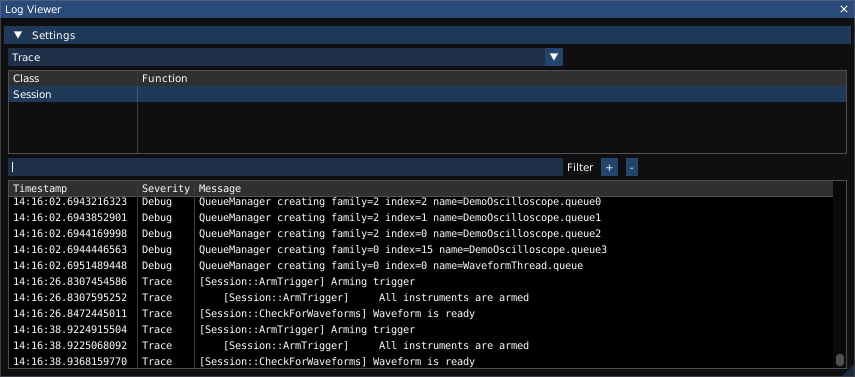 Log Viewer
Settings
Trace
Class Function
Session
Filter + -
Timestamp Severity Message
14:16:02.6943216323 Debug QueueManager creating family=2 index=2 name=DemoOscilloscope.queue0
14:16:02.6943852901 Debug QueueManager creating family=2 index=1 name=DemoOscilloscope.queue1
14:16:02.6944169998 Debug QueueManager creating family=2 index=0 name=DemoOscilloscope.queue2
14:16:02.6944446563 Debug QueueManager creating family=0 index=15 name=DemoOscilloscope.queue3
14:16:02.6951489448 Debug QueueManager creating family=0 index=0 name=WaveformThread.queue
14:16:26.8307454586 Trace [Session::ArmTrigger] Arming trigger
14:16:26.8307595252 Trace [Session::ArmTrigger] All instruments are armed
14:16:26.8472445011 Trace [Session::CheckForWaveforms] Waveform is ready
14:16:38.9224915504 Trace [Session::ArmTrigger] Arming trigger
14:16:38.9225068092 Trace [Session::ArmTrigger] All instruments are armed
14:16:38.9368159770 Trace [Session::CheckForWaveforms] Waveform is ready